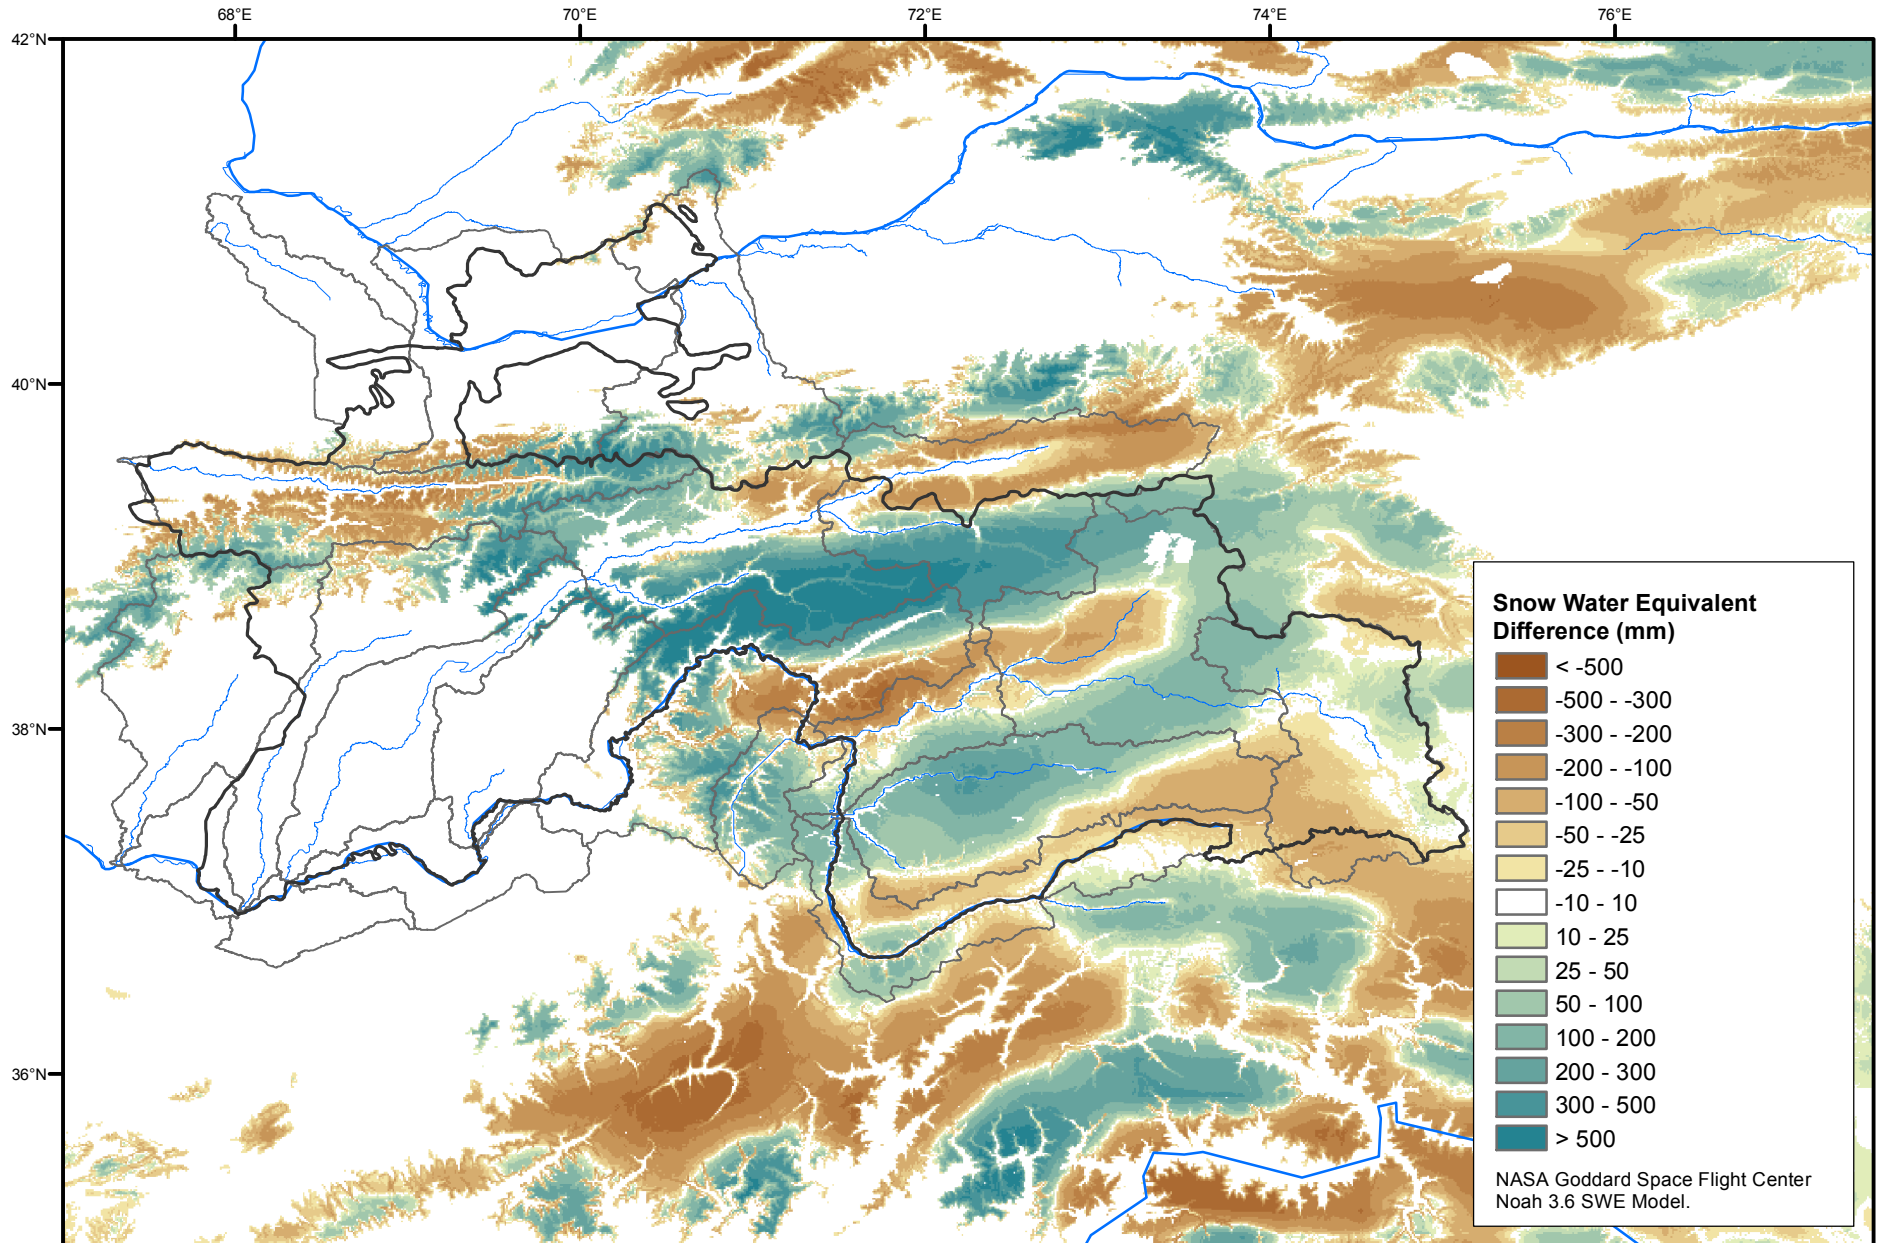 68°E 70°E 72°E 74°E 76°E
42°N
40°N
38°N
36°N
Snow Water Equivalent
Difference (mm)
< -500
-500 - -300
-300 - -200
-200 - -100
-100 - -50
-50 - -25
-25 - -10
-10 - 10
10 - 25
25 - 50
50 - 100
100 - 200
200 - 300
300 - 500
> 500
NASA Goddard Space Flight Center
Noah 3.6 SWE Model.